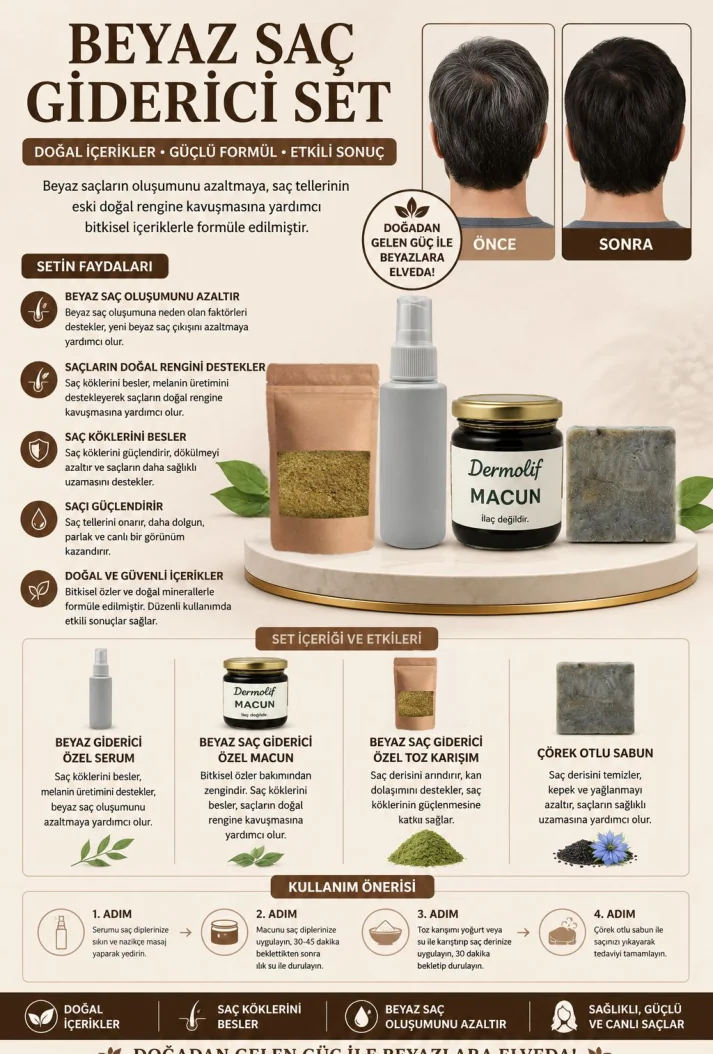 BEYAZ SAÇ
GİDERİCİ SET
DOĞAL İÇERİKLER • GÜÇLÜ FORMÜL • ETKİLİ SONUÇ
Beyaz saçların oluşumunu azaltmaya, saç tellerinin
eski doğal rengine kavuşmasına yardımcı
bitkisel içeriklerle formüle edilmiştir.
ÖNCE
SONRA
DOĞADAN
GELEN GÜÇ İLE
BEYAZLARA
ELVEDA!
SETİN FAYDALARI
BEYAZ SAÇ OLUŞUMUNU AZALTIR
Beyaz saç oluşumuna neden olan faktörleri
destekler, yeni beyaz saç çıkışını azaltmaya
yardımcı olur.
SAÇLARIN DOĞAL RENGİNİ DESTEKLER
Saç köklerini besler, melanin üretimini
destekleyerek saçların doğal rengine
kavuşmasına yardımcı olur.
SAÇ KÖKLERİNİ BESLER
Saç köklerini güçlendirir, dökülmeyi
azaltır ve saçların daha sağlıklı
uzamasını destekler.
SAÇI GÜÇLENDİRİR
Saç tellerini onarır, daha dolgun,
parlak ve canlı bir görünüm
kazandırır.
DOĞAL VE GÜVENLİ İÇERİKLER
Bitkisel özler ve doğal minerallerle
formüle edilmiştir. Düzenli kullanımda
etkili sonuçlar sağlar.
Dermolif
MACUN
İlaç değildir.
SET İÇERİĞİ VE ETKİLERİ
Dermolif
MACUN
İlaç değildir.
BEYAZ GİDERİCİ
ÖZEL SERUM
Saç köklerini besler,
melanin üretimini destekler,
beyaz saç oluşumunu
azaltmaya yardımcı olur.
BEYAZ SAÇ GİDERİCİ
ÖZEL MACUN
Bitkisel özler bakımından
zengindir. Saç köklerini
besler, saçların doğal
rengine kavuşmasına
yardımcı olur.
BEYAZ SAÇ GİDERİCİ
ÖZEL TOZ KARIŞIM
Saç derisini arındırır, kan
dolaşımını destekler, saç
köklerinin güçlenmesine
katkı sağlar.
ÇÖREK OTLU SABUN
Saç derisini temizler,
kepek ve yağlanmayı
azaltır, saçların sağlıklı
uzamasına yardımcı olur.
KULLANIM ÖNERİSİ
1. ADIM
Serumu saç diplerinize
sıkın ve nazikçe masaj
yaparak yedirin.
2. ADIM
Macunu saç diplerinize
uygulayın, 30-45 dakika
beklettikten sonra
ılık su ile durulayın.
3. ADIM
Toz karışımı yoğurt veya
su ile karıştırıp saç derinize
uygulayın, 30 dakika
bekletip durulayın.
4. ADIM
Çörek otlu sabun ile
saçınızı yıkayarak
tedaviyi tamamlayın.
DOĞAL
İÇERİKLER
SAÇ KÖKLERİNİ
BESLER
BEYAZ SAÇ
OLUŞUMUNU AZALTIR
SAĞLIKLI, GÜÇLÜ
VE CANLI SAÇLAR
DOĞADAN GELEN GÜÇ İLE BEYAZLARA ELVEDA!